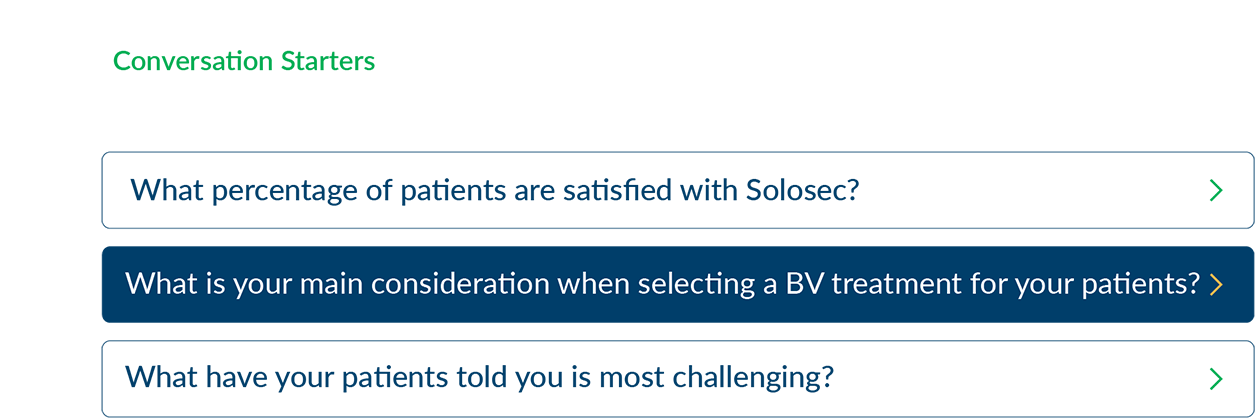 Conversation Starters
What percentage of patients are satisfied with Solosec?
What is your main consideration when selecting a BV treatment for your patients?
What have your patients told you is most challenging?